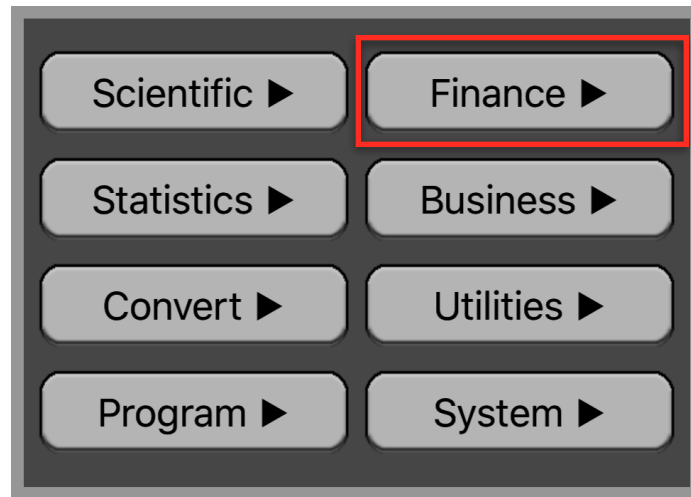 Scientific ▶ Finance ▶
Statistics ▶ Business ▶
Convert ▶ Utilities ▶
Program ▶ System ▶